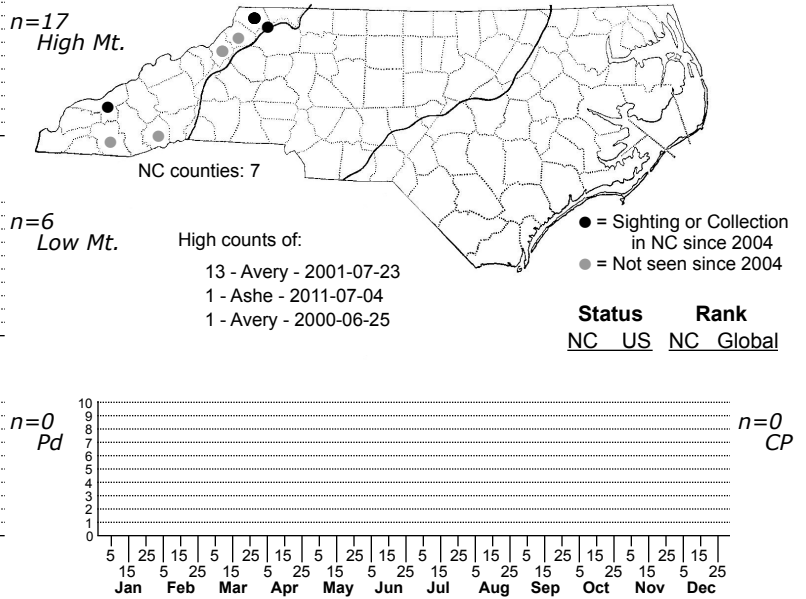 n=17
High Mt.
NC counties: 7
n=6
Low Mt.
High counts of:
13 - Avery - 2001-07-23
1 - Ashe - 2011-07-04
1 - Avery - 2000-06-25
= Sighting or Collection
in NC since 2004
= Not seen since 2004
Status Rank
NC US NC Global
n=0
Pd
10
9
8
7
6
5
4
3
2
1
0
n=0
CP
5 25 15 5 25 15 5 25 15 5 25 15 5 25 15 5 25 15
15 5 25 15 5 25 15 5 25 15 5 25 15 5 25 15 5 25
Jan Feb Mar Apr May Jun Jul Aug Sep Oct Nov Dec